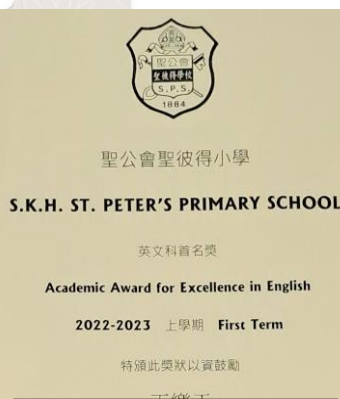 聖公會
聖彼得學校
S.P.S.
1884
聖公會聖彼得小學
S.K.H. ST. PETER'S PRIMARY SCHOOL
英文科首名獎
Academic Award for Excellence in English
2022-2023 上學期 First Term
特頒此獎狀以資鼓勵